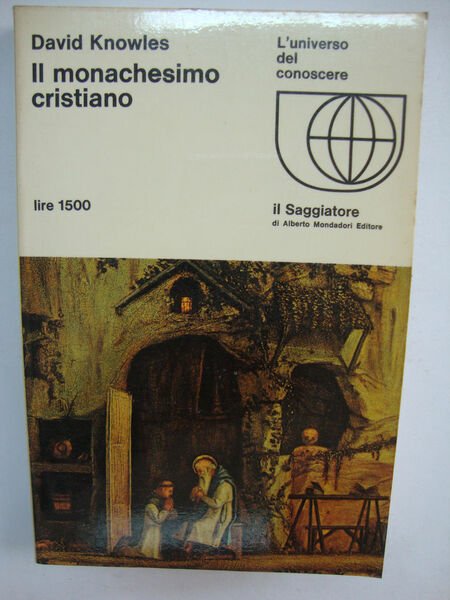 David Knowles
Il monachesimo
cristiano
lire 1500
L'universo
del
conoscere
il Saggiatore
di Alberto Mondadori Editore